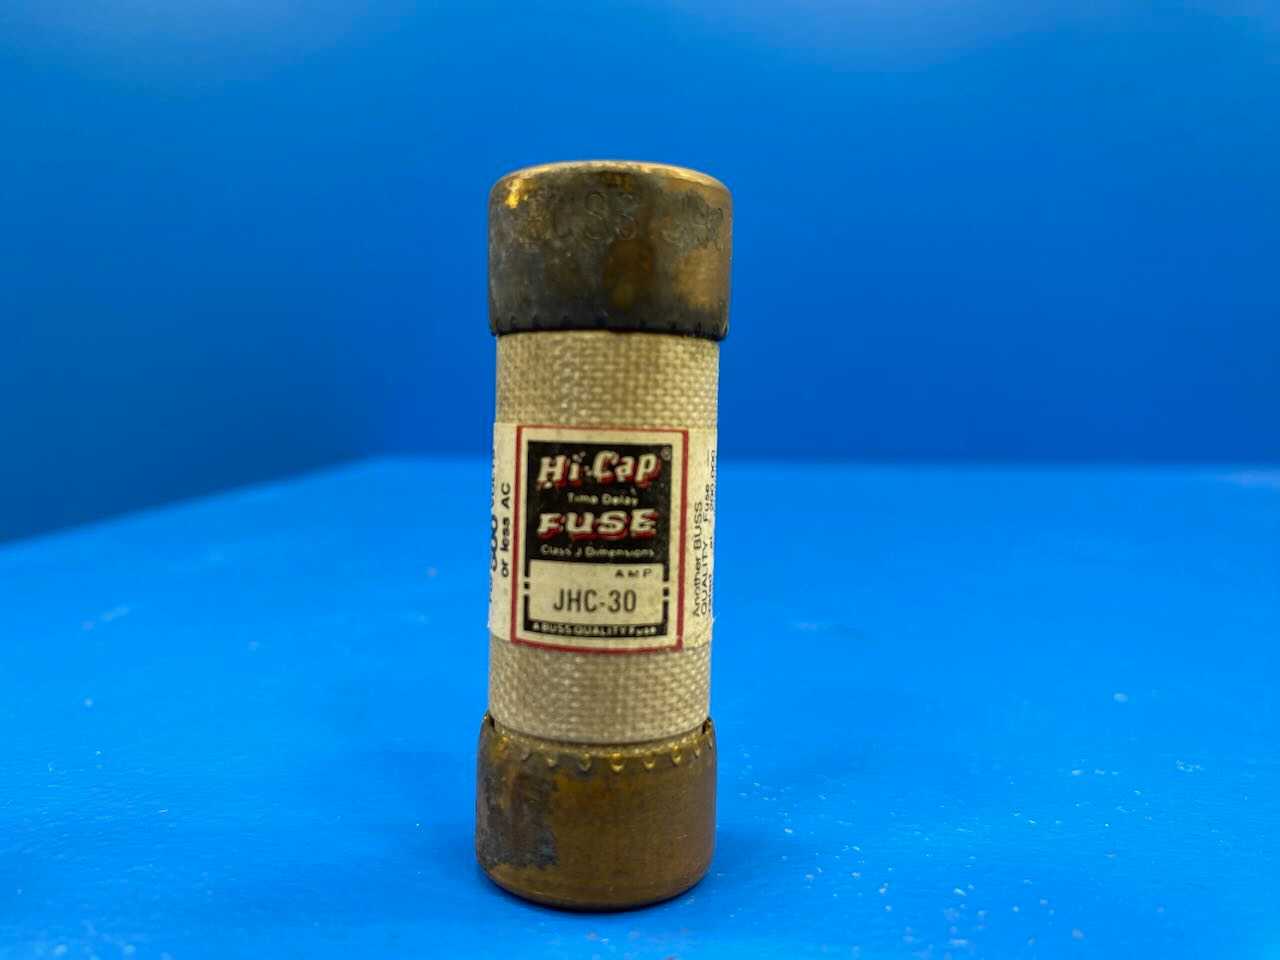 Hi-Cap®
Time Delay
FUSE
Class J Dimensions
AMP
JHC-30
A BUSS QUALITY Fuse
or less AC
Another BUSS
QUALITY Fuse